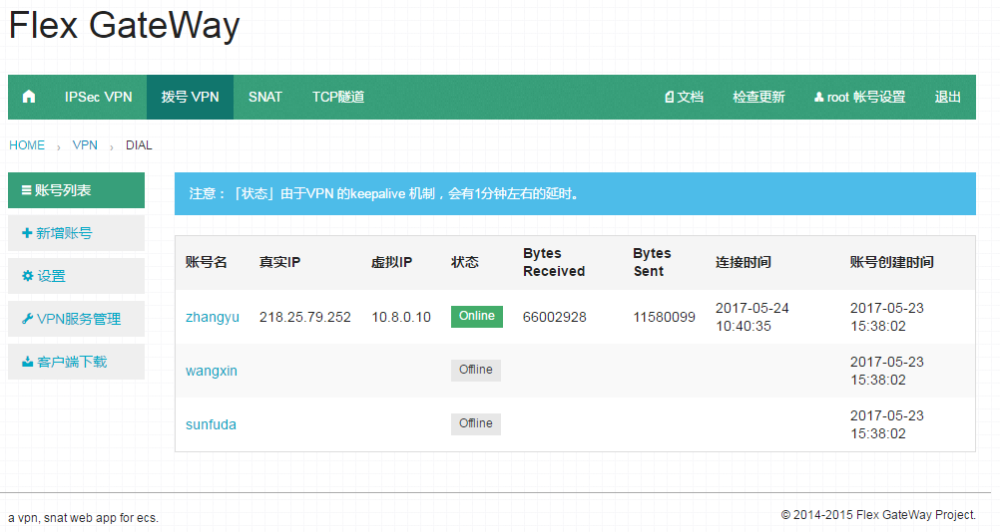 Flex GateWay
IPSec VPN 拨号 VPN SNAT TCP隧道 文档 检查更新 root 帐号设置 退出
HOME › VPN › DIAL
账号列表
新增账号
设置
VPN服务管理
客户端下载
注意：「状态」由于VPN 的keepalive 机制，会有1分钟左右的延时。
账号名 真实IP 虚拟IP 状态 Bytes Received Bytes Sent 连接时间 账号创建时间
zhangyu 218.25.79.252 10.8.0.10 Online 66002928 11580099 2017-05-24 10:40:35 2017-05-23 15:38:02
wangxin Offline 2017-05-23 15:38:02
sunfuda Offline 2017-05-23 15:38:02
a vpn, snat web app for ecs.
© 2014-2015 Flex GateWay Project.